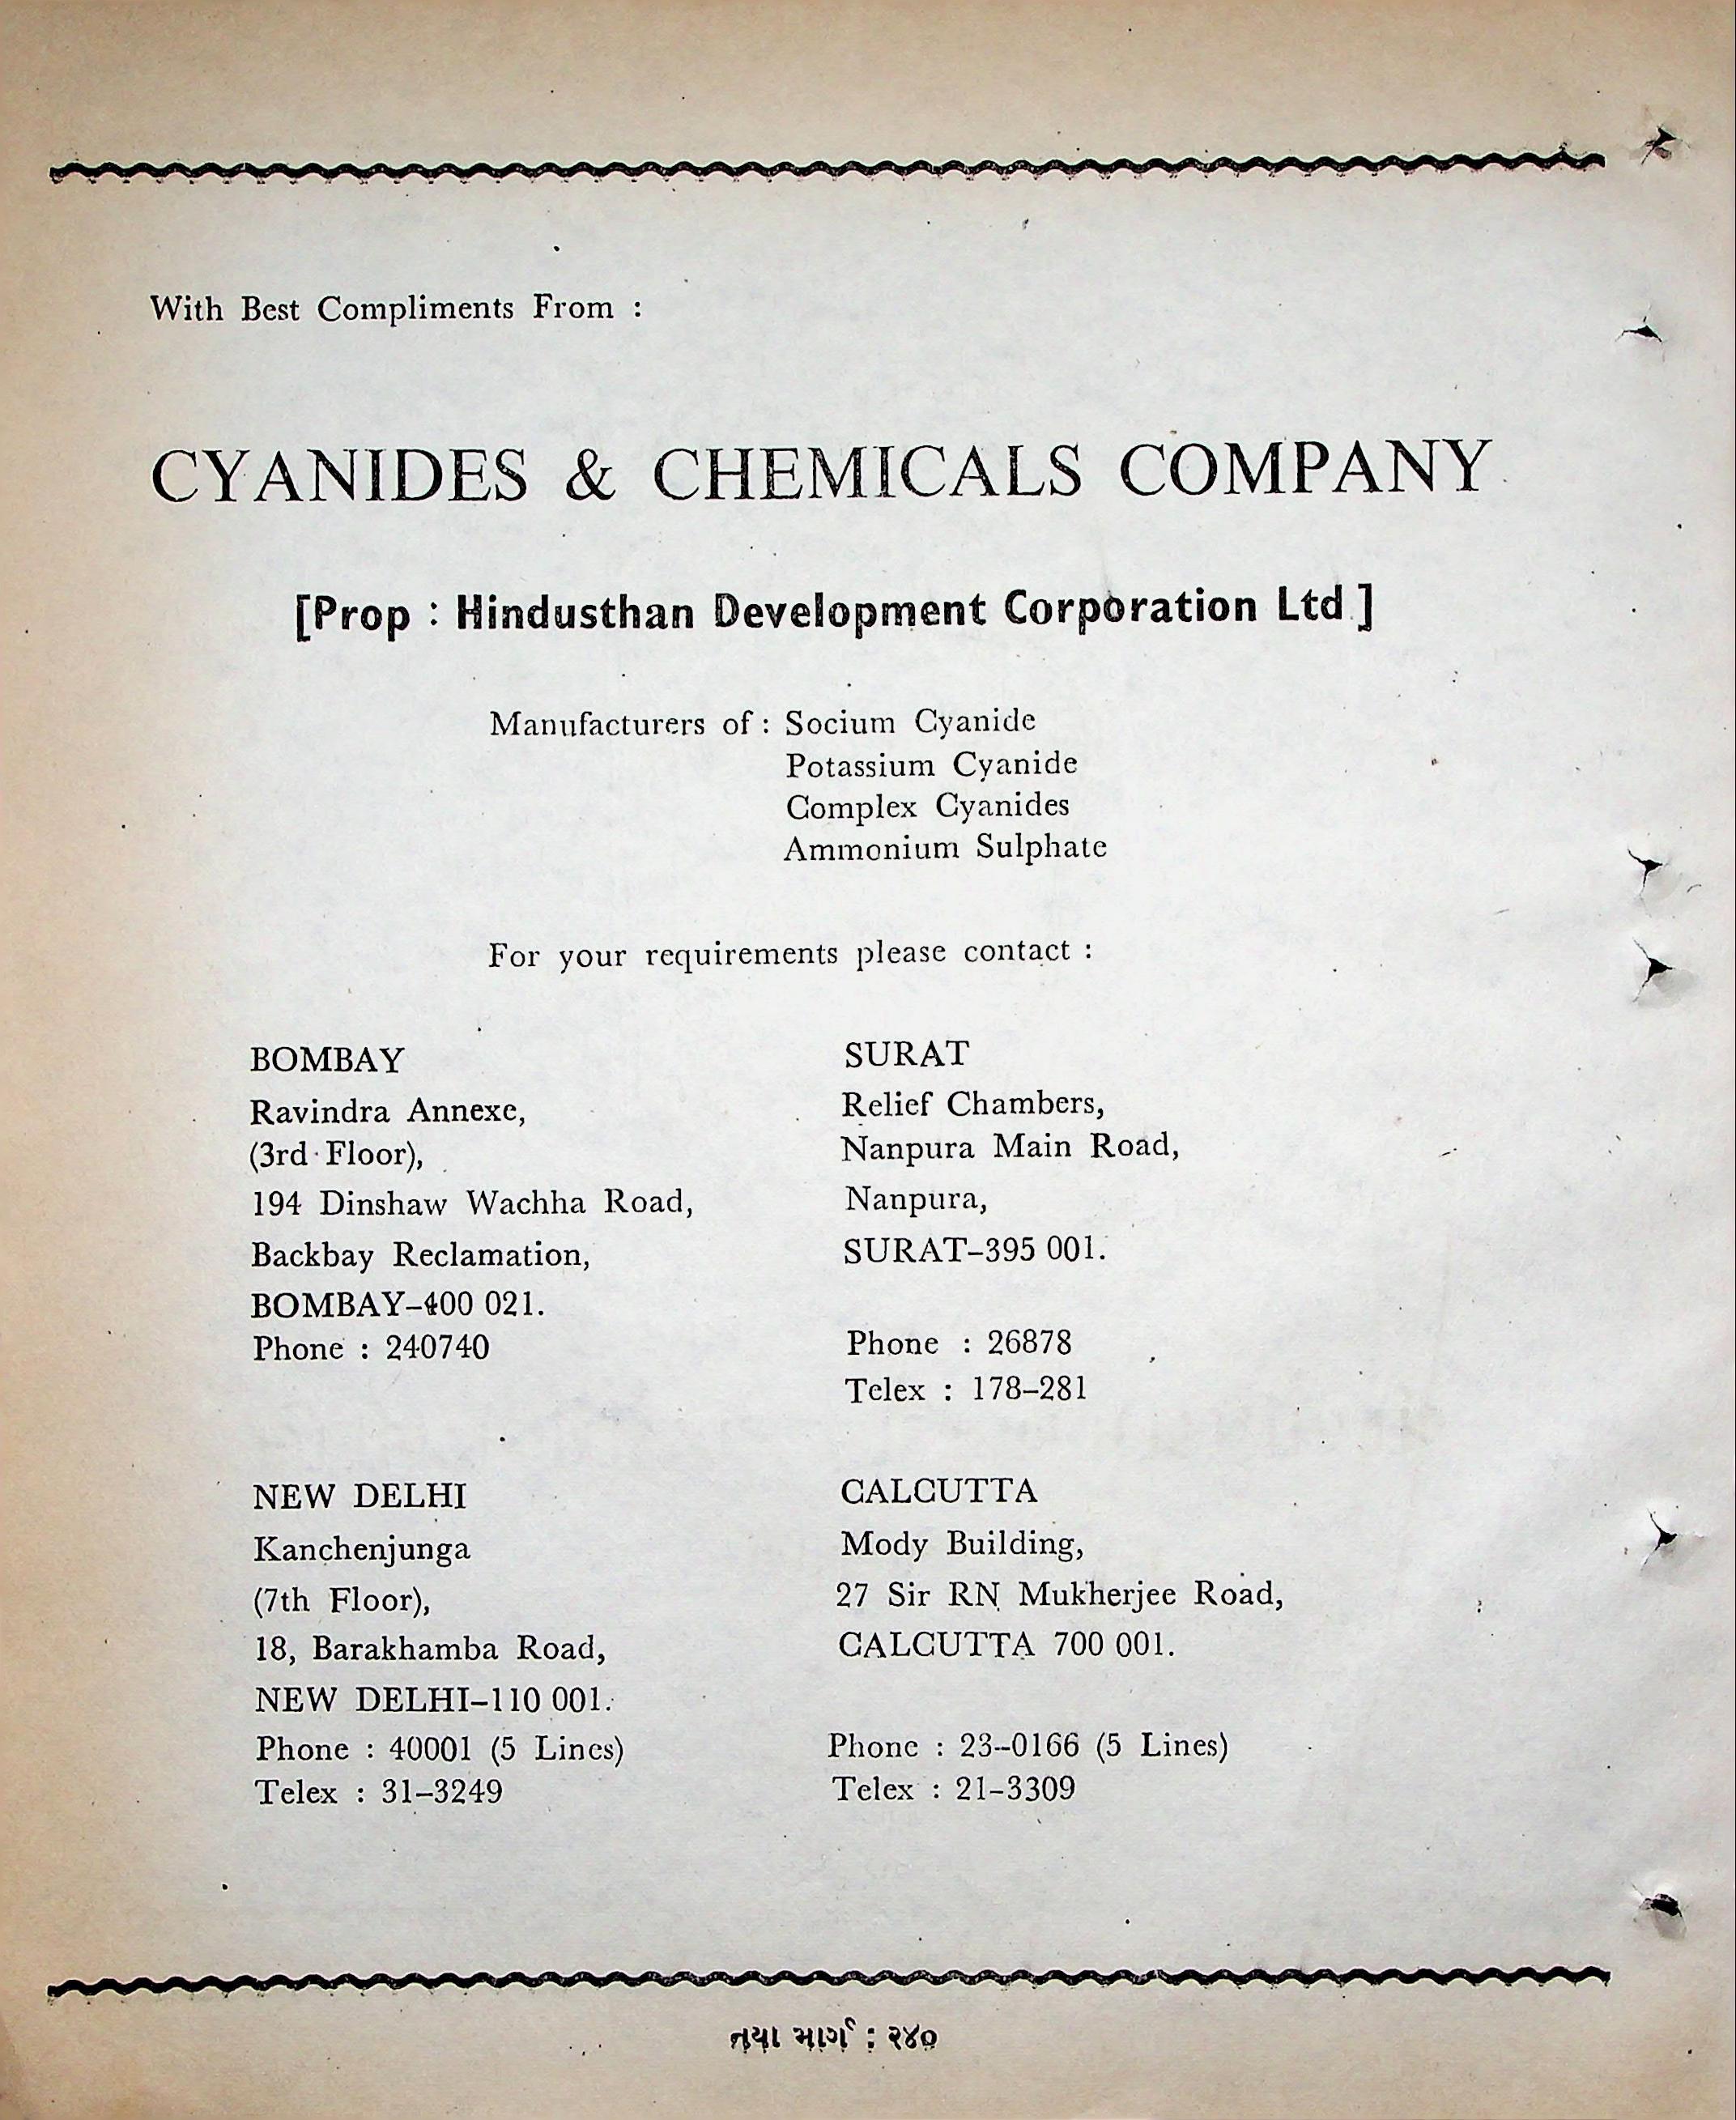 With Best Compliments From :
CYANIDES & CHEMICALS COMPANY
[Prop : Hindusthan Development Corporation Ltd.]
Manufacturers of : Socium Cyanide
Potassium Cyanide
Complex Cyanides
Ammonium Sulphate
For your requirements please contact :
BOMBAY
Ravindra Annexe,
(3rd Floor),
194 Dinshaw Wachha Road,
Backbay Reclamation,
BOMBAY–400 021.
Phone : 240740
SURAT
Relief Chambers,
Nanpura Main Road,
Nanpura,
SURAT–395 001.
Phone : 26878
Telex : 178–281
NEW DELHI
Kanchenjunga
(7th Floor),
18, Barakhamba Road,
NEW DELHI–110 001.
Phone : 40001 (5 Lines)
Telex : 31–3249
CALCUTTA
Mody Building,
27 Sir RN Mukherjee Road,
CALCUTTA 700 001.
Phone : 23–0166 (5 Lines)
Telex : 21–3309
નયા માર્ગ : ૨૪૦